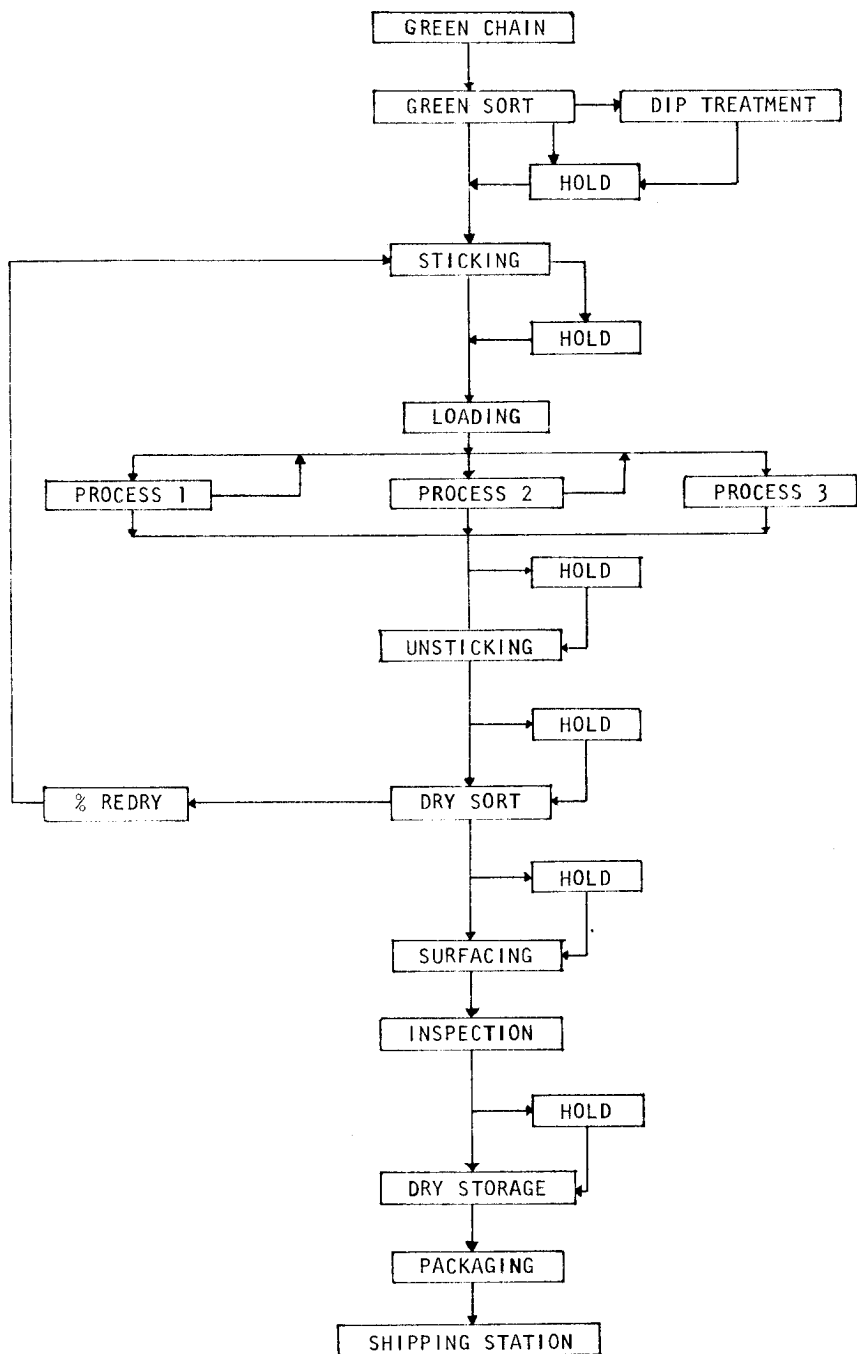 GREEN CHAIN
GREEN SORT
DIP TREATMENT
HOLD
STICKING
HOLD
LOADING
PROCESS 1
PROCESS 2
PROCESS 3
HOLD
UNSTICKING
HOLD
% REDRY
DRY SORT
HOLD
SURFACING
INSPECTION
HOLD
DRY STORAGE
PACKAGING
SHIPPING STATION